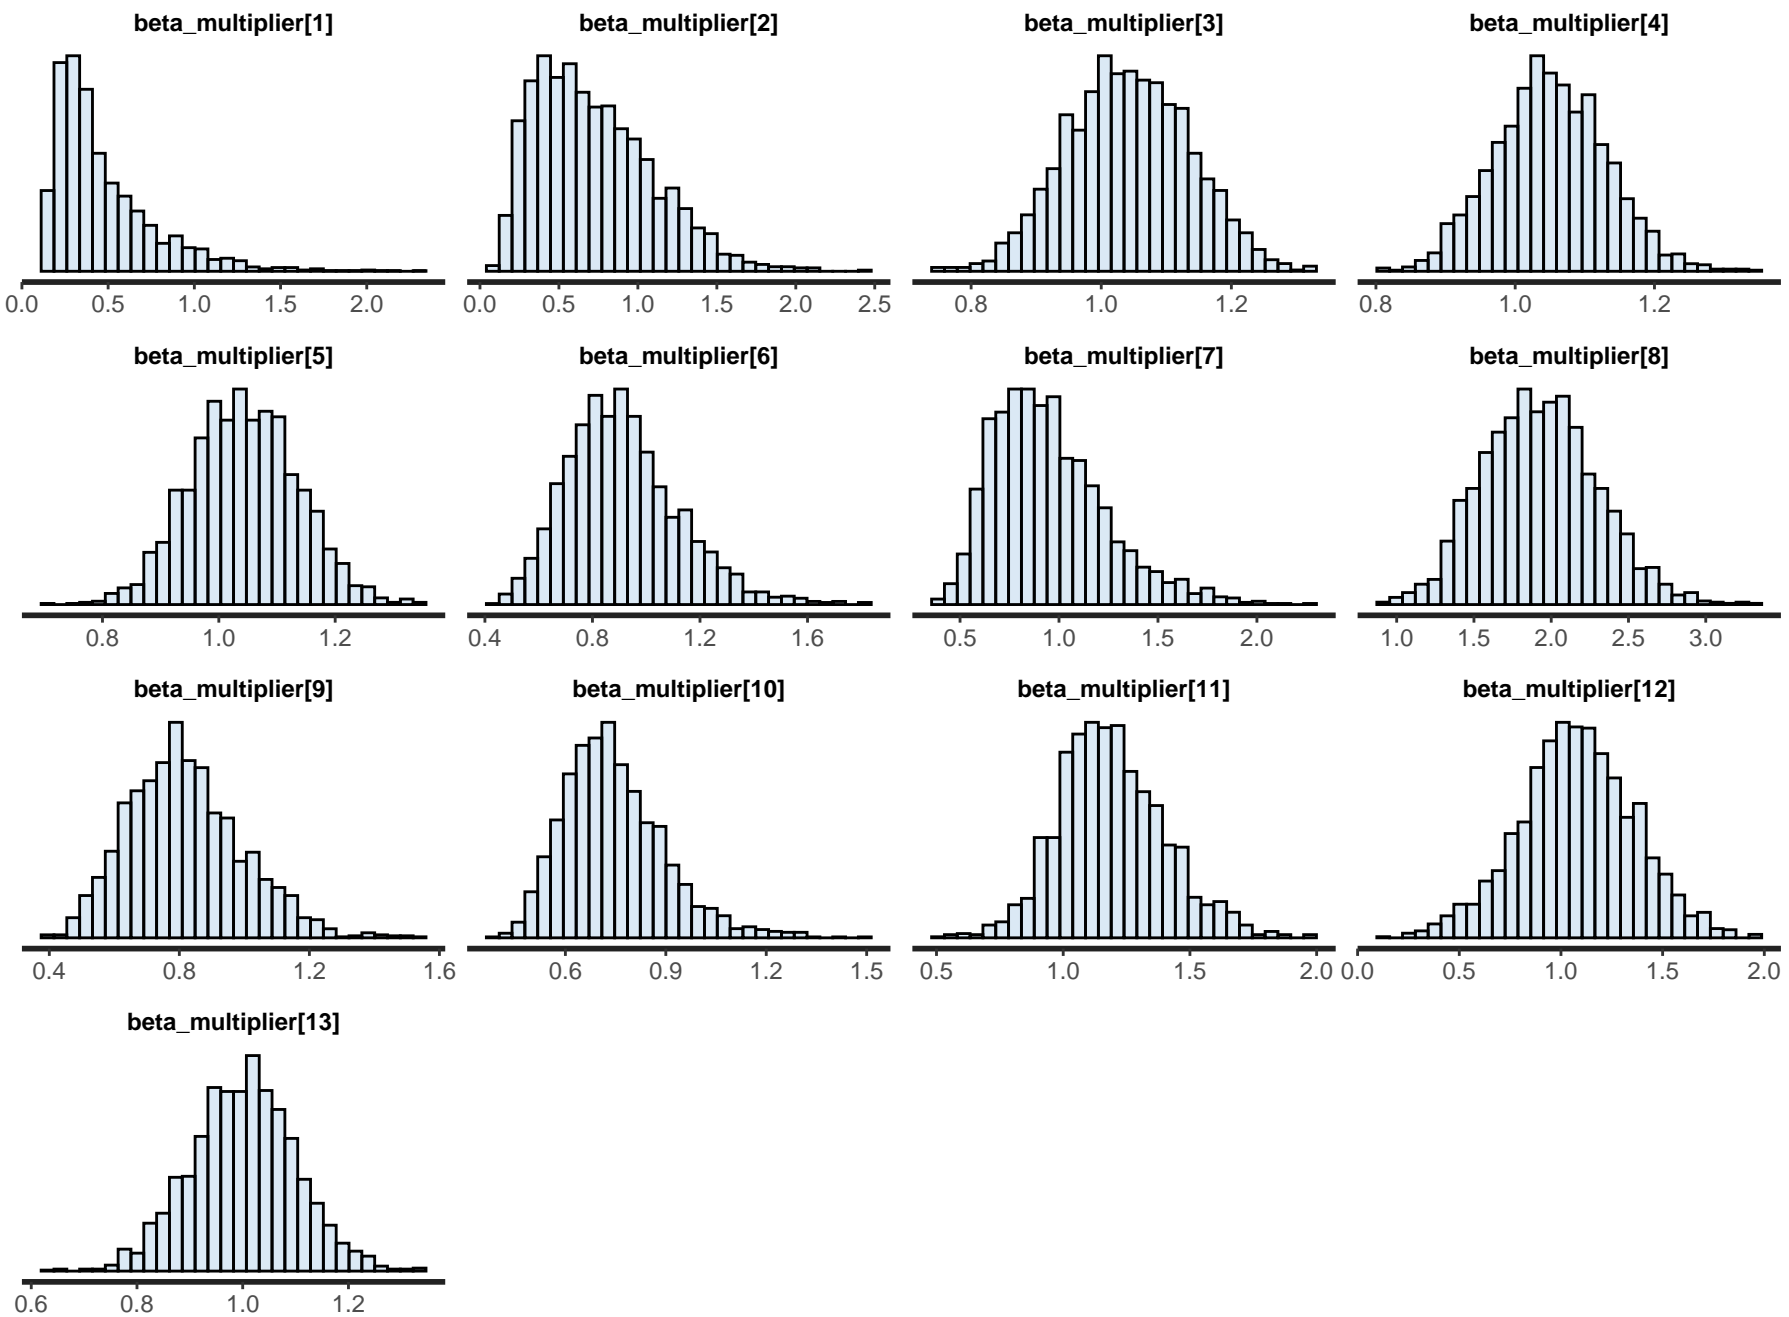 beta_multiplier[1] beta_multiplier[2] beta_multiplier[3] beta_multiplier[4]
0.0 0.5 1.0 1.5 2.0 0.0 0.5 1.0 1.5 2.0 2.5 0.8 1.0 1.2 0.8 1.0 1.2
beta_multiplier[5] beta_multiplier[6] beta_multiplier[7] beta_multiplier[8]
0.8 1.0 1.2 0.4 0.8 1.2 1.6 0.5 1.0 1.5 2.0 1.0 1.5 2.0 2.5 3.0
beta_multiplier[9] beta_multiplier[10] beta_multiplier[11] beta_multiplier[12]
0.4 0.8 1.2 1.6 0.6 0.9 1.2 1.5 0.5 1.0 1.5 2.0 0.0 0.5 1.0 1.5 2.0
beta_multiplier[13]
0.6 0.8 1.0 1.2